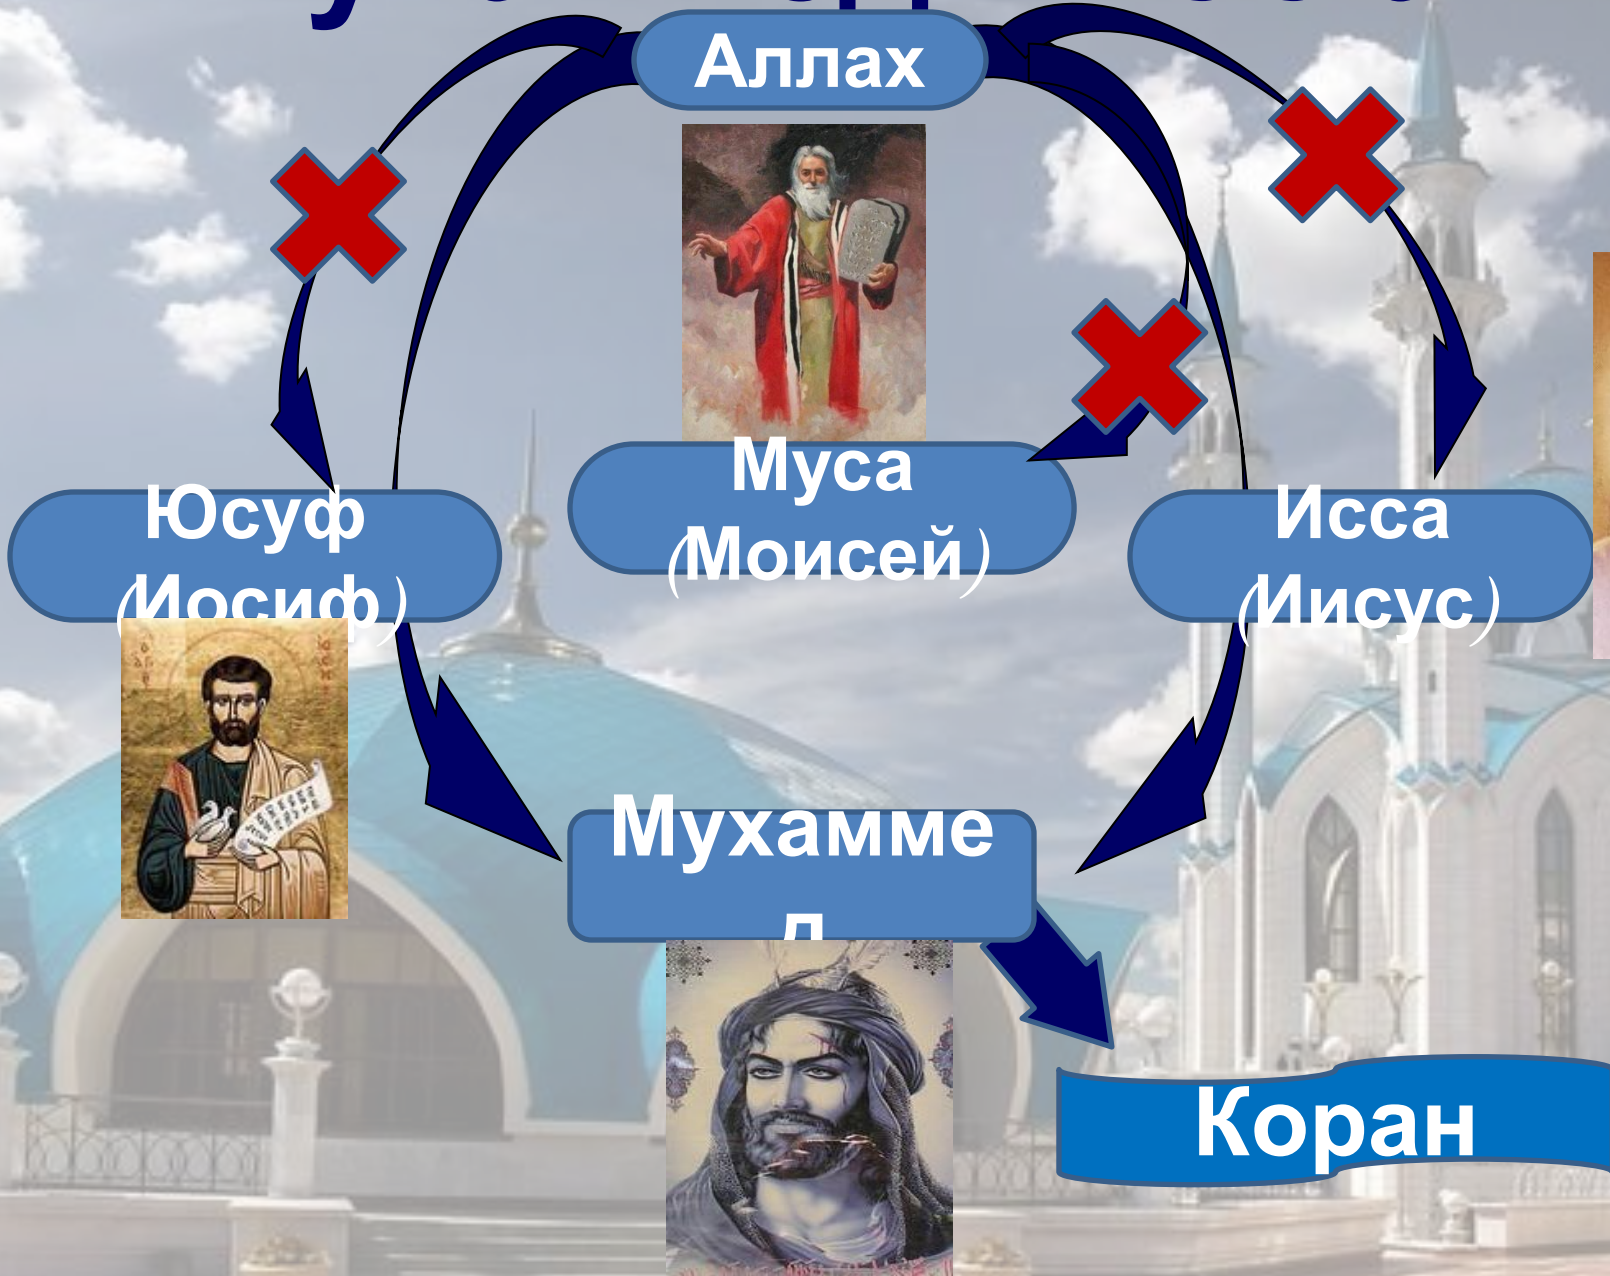 Аллах
Муса
(Моисей)
Юсуф
(Иосиф)
Исса
(Иисус)
Мухамме
д
Коран